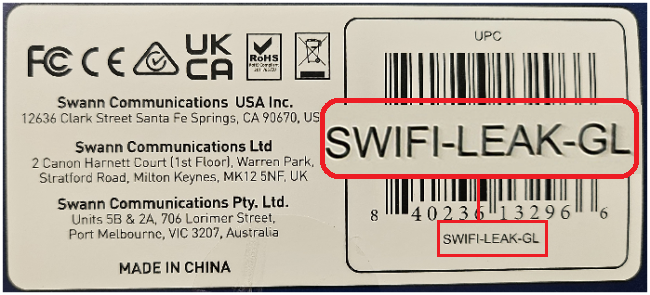 FC CE UK
CA
RoHS
Swann Communications USA Inc.
12636 Clark Street Santa Fe Springs, CA 90670, US
Swann Communications Ltd
2 Canon Harnett Court (1st Floor), Warren Park,
Stratford Road, Milton Keynes, MK12 5NF, UK
Swann Communications Pty. Ltd.
Units 5B & 2A, 706 Lorimer Street,
Port Melbourne, VIC 3207, Australia
MADE IN CHINA
UPC
SWIFI-LEAK-GL
8 40236 13296 6
SWIFI-LEAK-GL